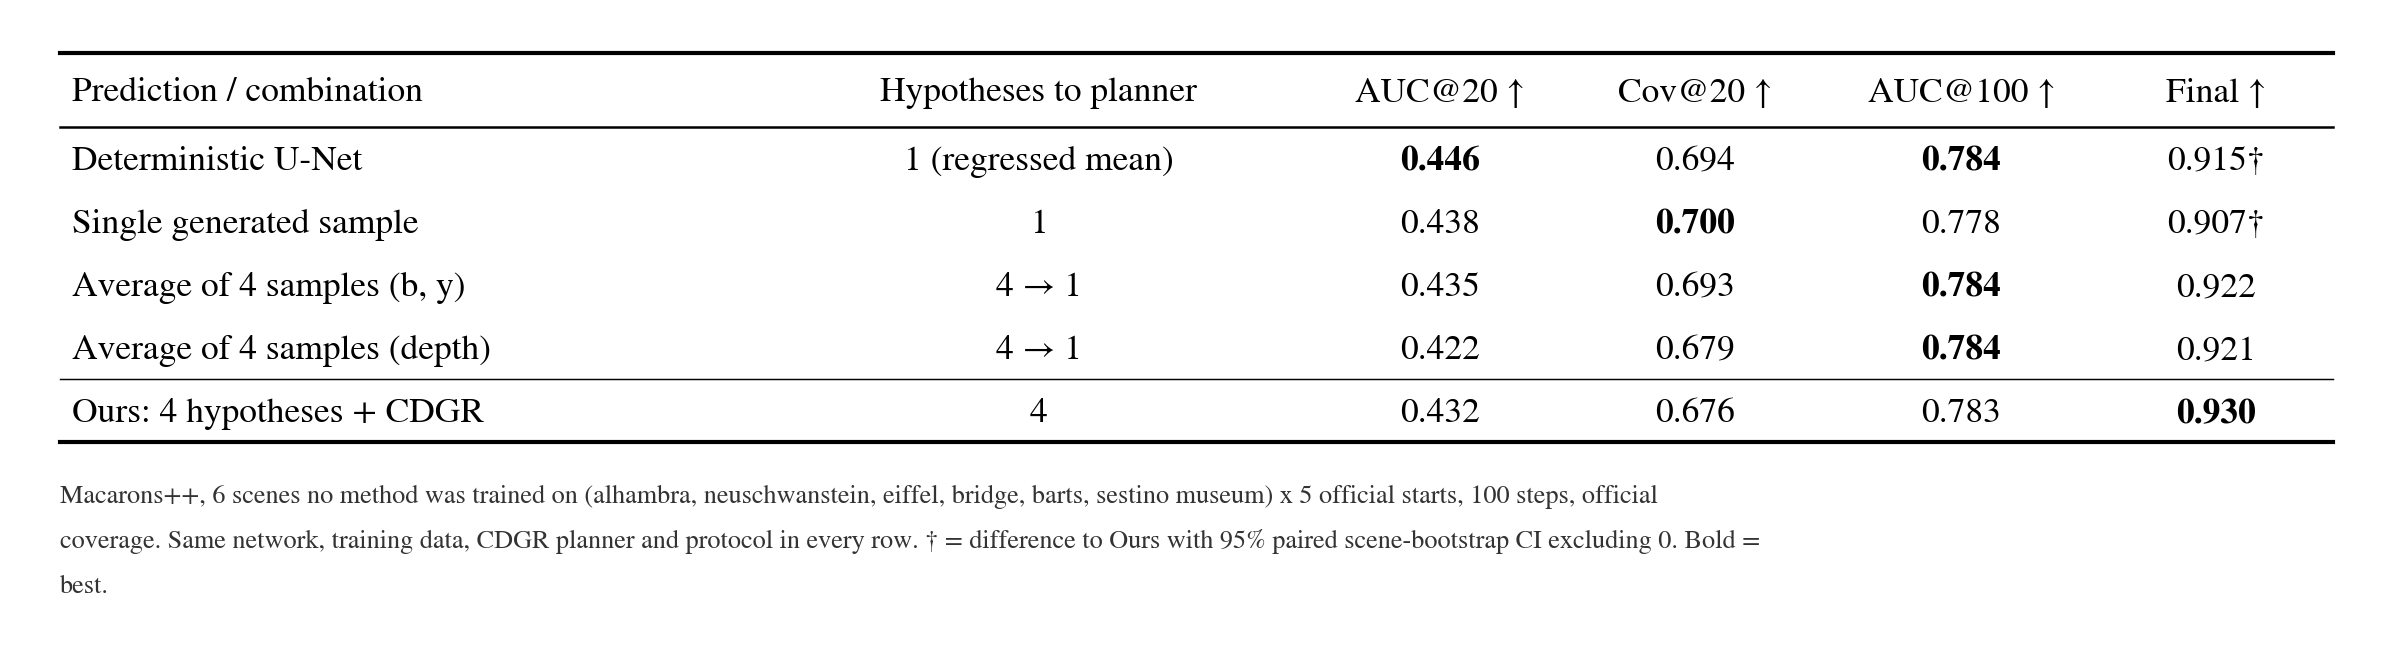 Prediction / combination Hypotheses to planner AUC@20 ↑ Cov@20 ↑ AUC@100 ↑ Final ↑
Deterministic U-Net 1 (regressed mean) 0.446 0.694 0.784 0.915†
Single generated sample 1 0.438 0.700 0.778 0.907†
Average of 4 samples (b, y) 4 → 1 0.435 0.693 0.784 0.922
Average of 4 samples (depth) 4 → 1 0.422 0.679 0.784 0.921
Ours: 4 hypotheses + CDGR 4 0.432 0.676 0.783 0.930
Macarons++, 6 scenes no method was trained on (alhambra, neuschwanstein, eiffel, bridge, barts, sestino museum) x 5 official starts, 100 steps, official
coverage. Same network, training data, CDGR planner and protocol in every row. † = difference to Ours with 95% paired scene-bootstrap CI excluding 0. Bold =
best.